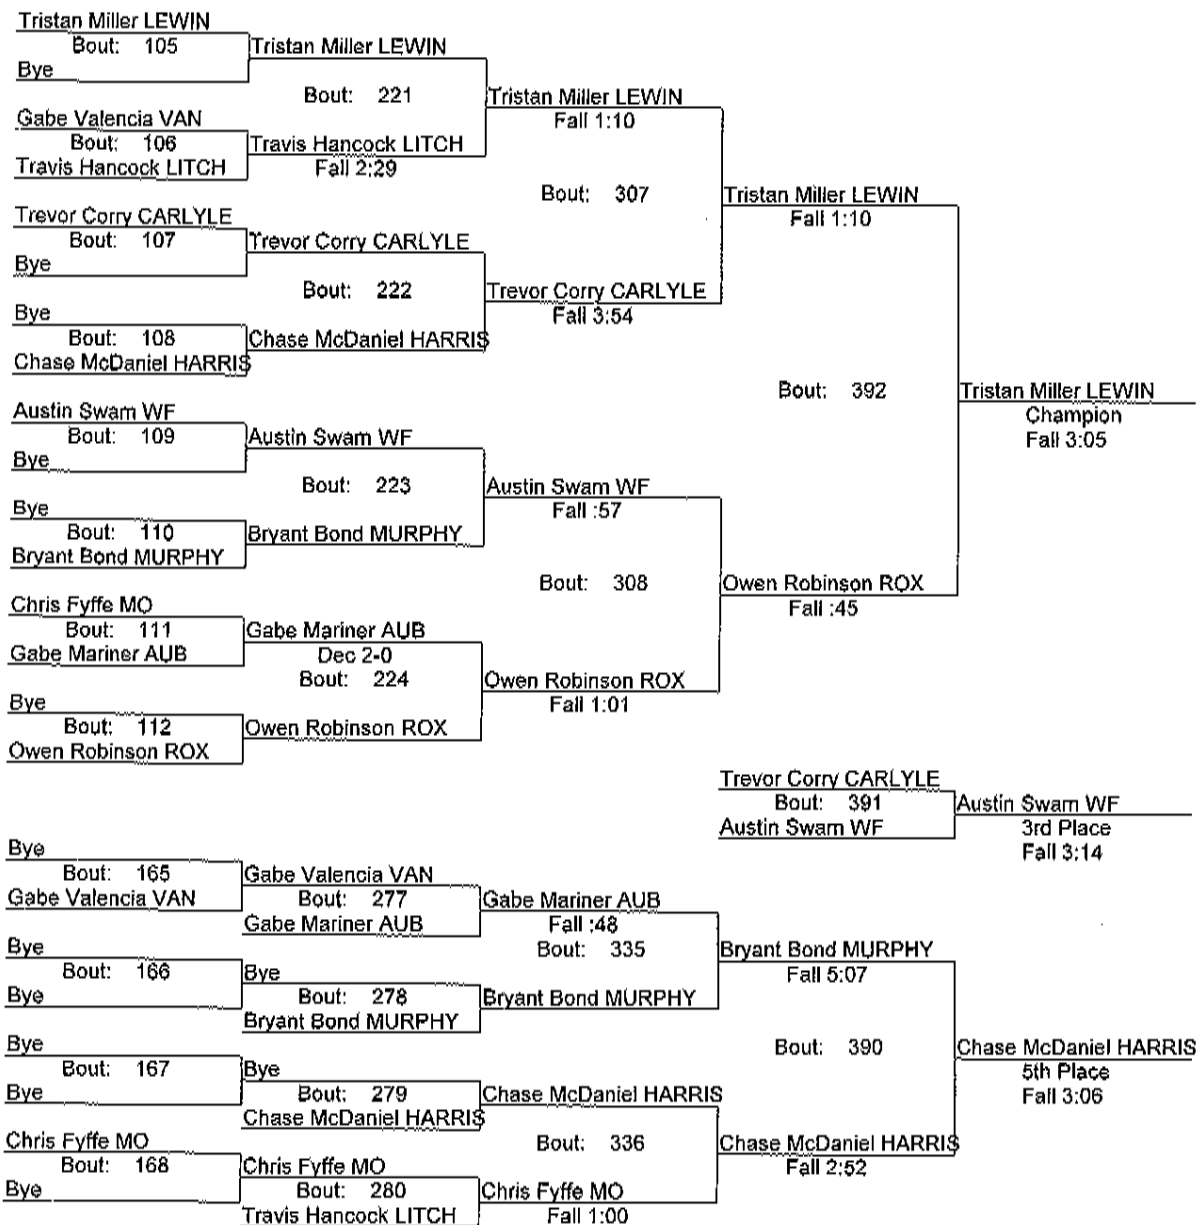 Tristan Miller LEWIN
Bout: 105
Tristan Miller LEWIN
Bye
Bout: 221
Tristan Miller LEWIN
Fall 1:10
Gabe Valencia VAN
Bout: 106
Travis Hancock LITCH
Travis Hancock LITCH
Fall 2:29
Bout: 307
Tristan Miller LEWIN
Fall 1:10
Trevor Corry CARLYLE
Bout: 107
Trevor Corry CARLYLE
Bye
Bout: 222
Trevor Corry CARLYLE
Fall 3:54
Bye
Bout: 108
Chase McDaniel HARRIS
Chase McDaniel HARRIS
Bout: 392
Tristan Miller LEWIN
Champion
Fall 3:05
Austin Swam WF
Bout: 109
Austin Swam WF
Bye
Bout: 223
Austin Swam WF
Fall :57
Bye
Bout: 110
Bryant Bond MURPHY
Bryant Bond MURPHY
Bout: 308
Owen Robinson ROX
Fall :45
Chris Fyffe MO
Bout: 111
Gabe Mariner AUB
Gabe Mariner AUB
Dec 2-0
Bout: 224
Owen Robinson ROX
Fall 1:01
Bye
Bout: 112
Owen Robinson ROX
Owen Robinson ROX
Trevor Corry CARLYLE
Bout: 391
Austin Swam WF
Austin Swam WF
3rd Place
Fall 3:14
Bye
Bout: 165
Gabe Valencia VAN
Gabe Valencia VAN
Bout: 277
Gabe Mariner AUB
Gabe Mariner AUB
Fall :48
Bout: 335
Bryant Bond MURPHY
Fall 5:07
Bye
Bout: 166
Bye
Bye
Bout: 278
Bryant Bond MURPHY
Bryant Bond MURPHY
Bout: 390
Chase McDaniel HARRIS
5th Place
Fall 3:06
Bye
Bout: 167
Bye
Bye
Bout: 279
Chase McDaniel HARRIS
Chase McDaniel HARRIS
Bout: 336
Chase McDaniel HARRIS
Fall 2:52
Chris Fyffe MO
Bout: 168
Bye
Chris Fyffe MO
Bout: 280
Travis Hancock LITCH
Chris Fyffe MO
Fall 1:00